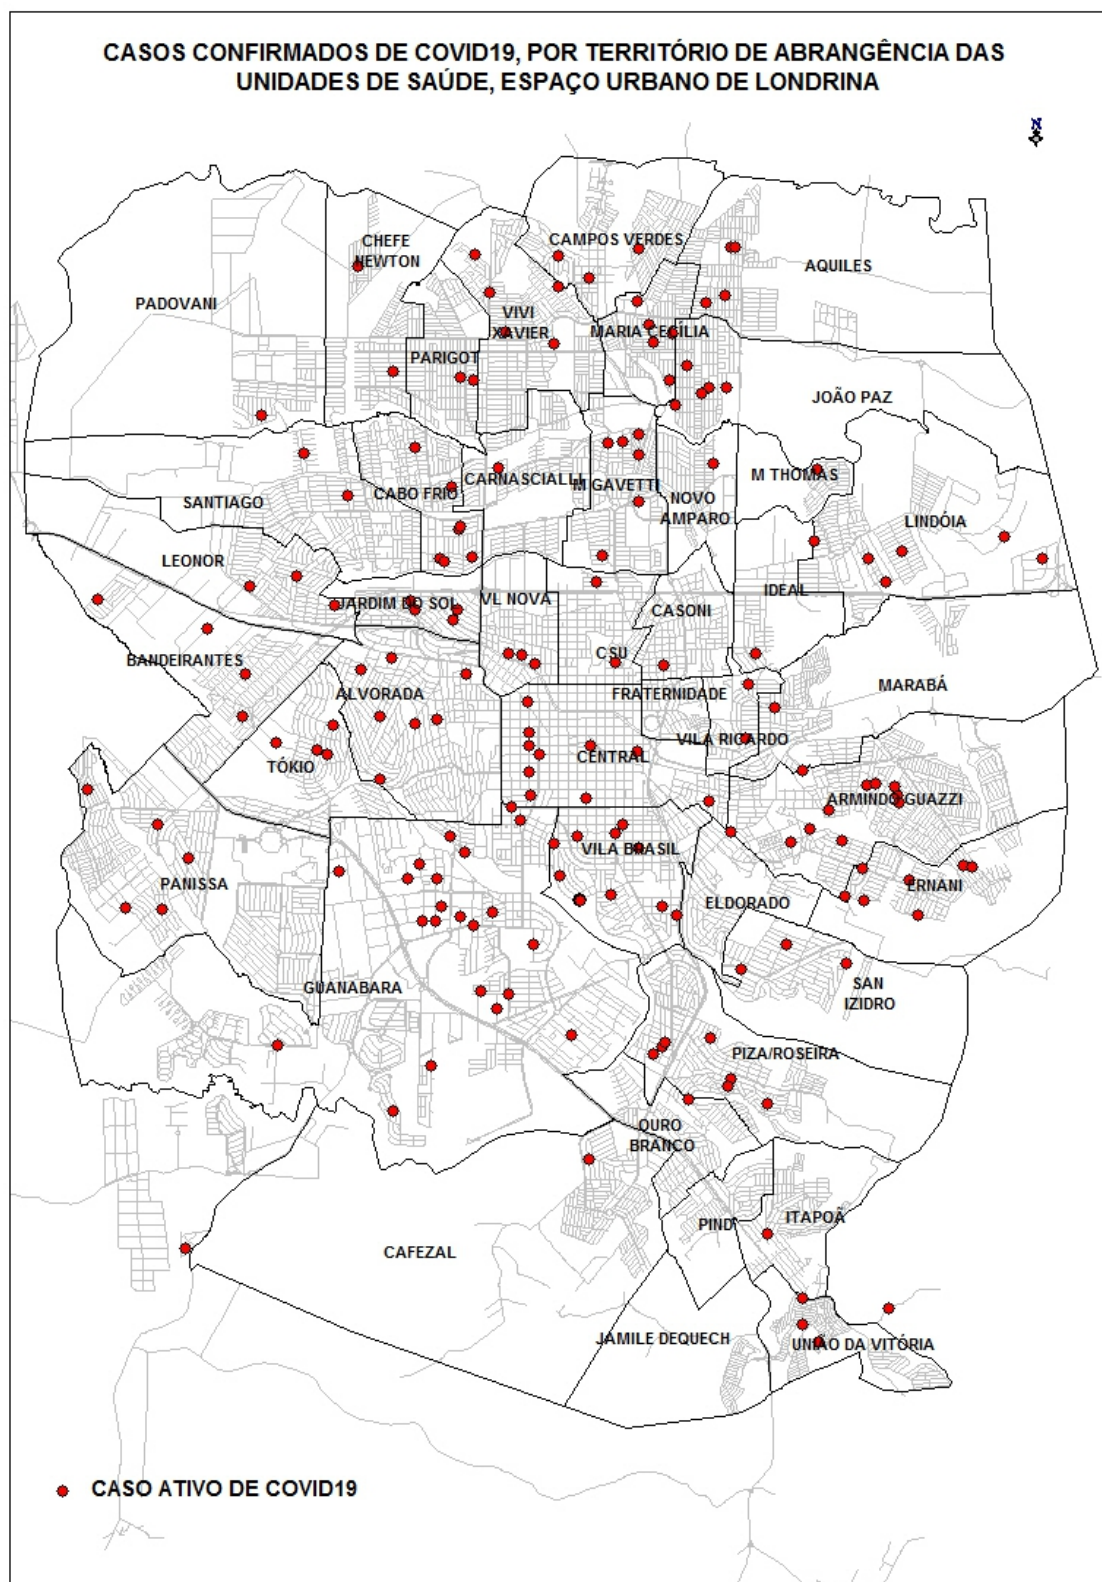 CASOS CONFIRMADOS DE COVID19, POR TERRITÓRIO DE ABRANGÊNCIA DAS
UNIDADES DE SAÚDE, ESPAÇO URBANO DE LONDRINA
N
CAMPOS VERDES
CHEFE
NEWTON
AQUILES
PADOVANI
VIVI
XAVIER
MARIA CECÍLIA
PARIGOT
JOÃO PAZ
M THOMAS
CARNASCIALLI
M GAVETTI
CABO FRIO
SANTIAGO
NOVO
AMPARO
LINDÓIA
LEONOR
IDEAL
JARDIM DO SOL
VL NOVA
CASONI
CSU
BANDEIRANTES
MARABÁ
ALVORADA
FRATERNIDADE
VILA RICARDO
CENTRAL
TÓKIO
ARMINDO GUAZZI
VILA BRASIL
PANISSA
ERNANI
ELDORADO
GUANABARA
SAN
IZIDRO
PIZA/ROSEIRA
OURO
BRANCO
PIND
ITAPOÃ
CAFEZAL
JAMILE DEQUECH
UNIÃO DA VITÓRIA
CASO ATIVO DE COVID19